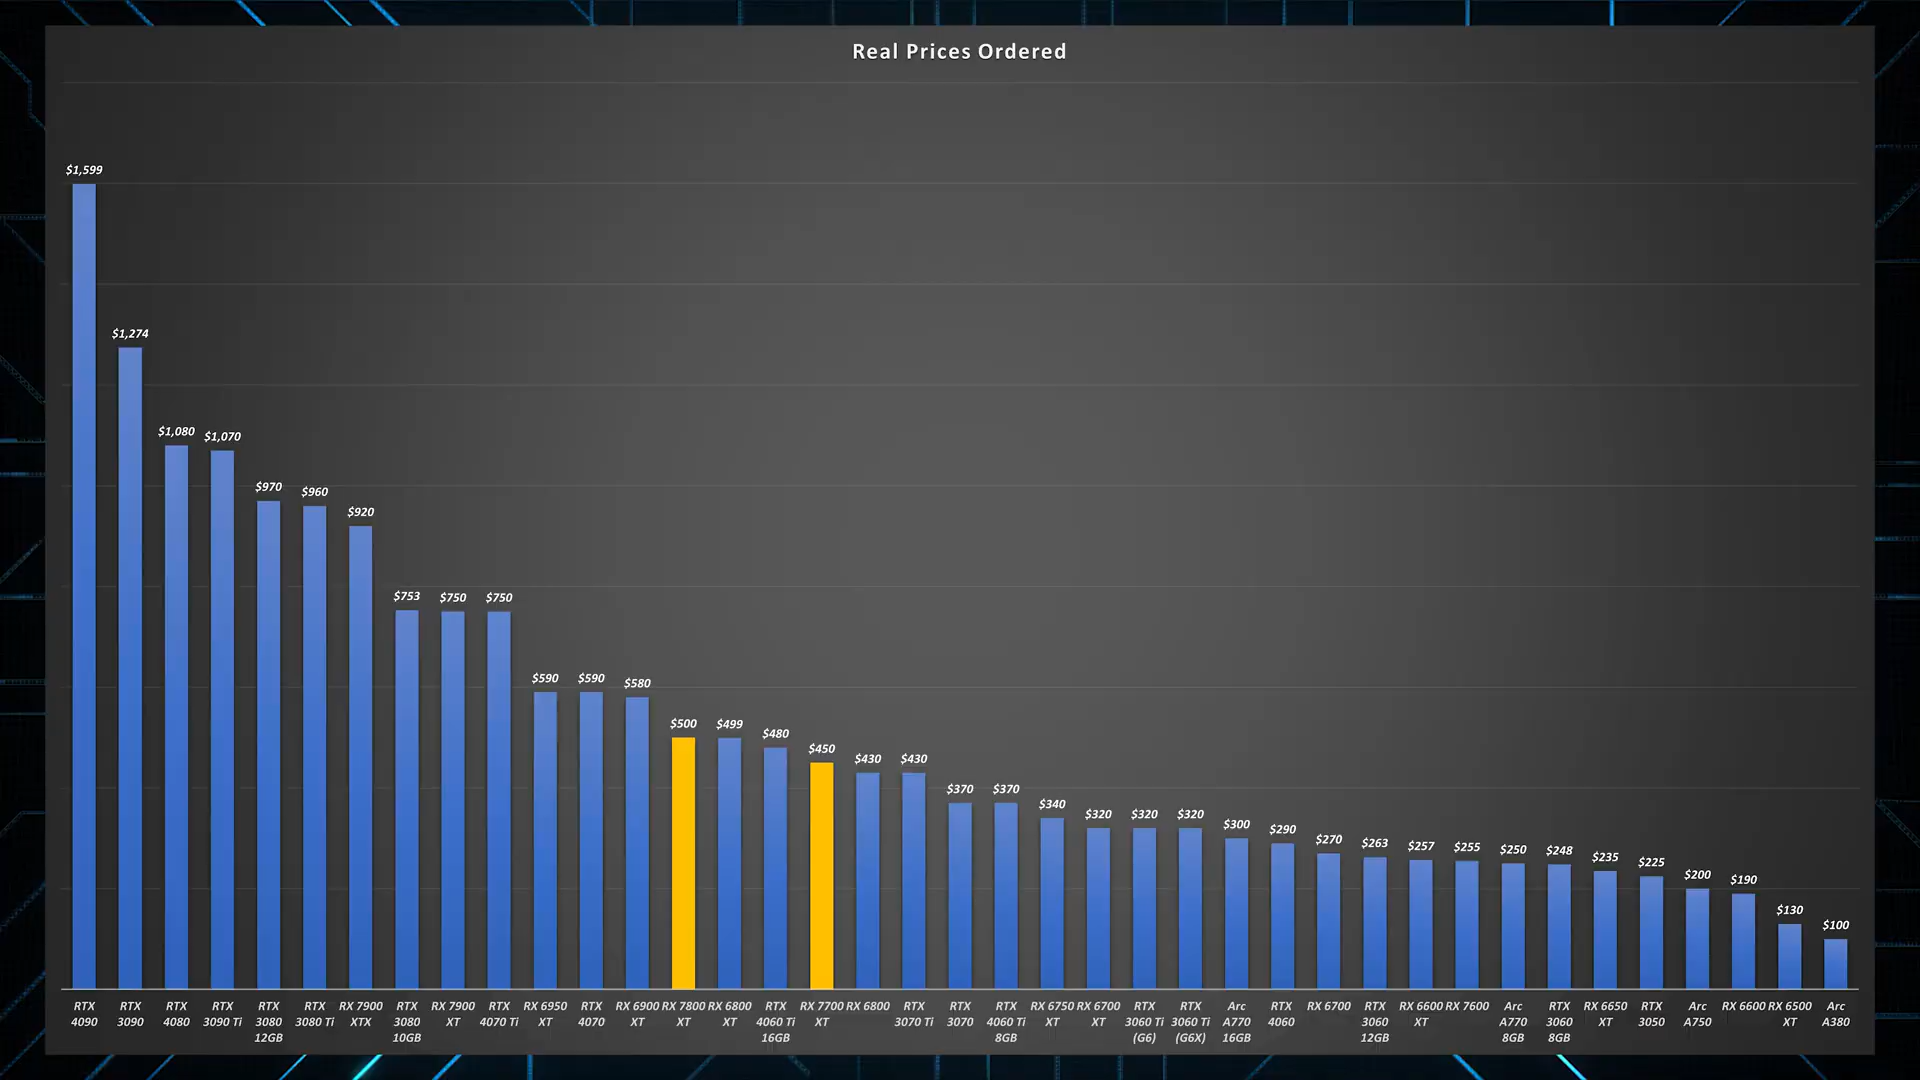 Real Prices Ordered
$1,599
$1,274
$1,080
$1,070
$970
$960
$920
$753
$750
$750
$590
$590
$580
$500
$499
$480
$450
$430
$430
$370
$370
$340
$320
$320
$320
$300
$290
$270
$263
$257
$255
$250
$248
$235
$225
$200
$190
$130
$100
RTX
4090
RTX
3090
RTX
4080
RTX
3090 Ti
RTX
3080
12GB
RTX
3080 Ti
RX 7900
XTX
RTX
3080
10GB
RX 7900
XT
RTX
4070 Ti
RX 6950
XT
RTX
4070
RX 6900
XT
RX 7800
XT
RX 6800
XT
RTX
4060 Ti
16GB
RX 7700
XT
RX 6800
RTX
3070 Ti
RTX
3070
RTX
4060 Ti
8GB
RX 6750
XT
RX 6700
XT
RTX
3060 Ti
(G6)
RTX
3060 Ti
(G6X)
Arc
A770
16GB
RTX
4060
RX 6700
RTX
3060
12GB
RX 6600
XT
RX 7600
Arc
A770
8GB
RTX
3060
8GB
RX 6650
XT
RTX
3050
Arc
A750
RX 6600
RX 6500
XT
Arc
A380